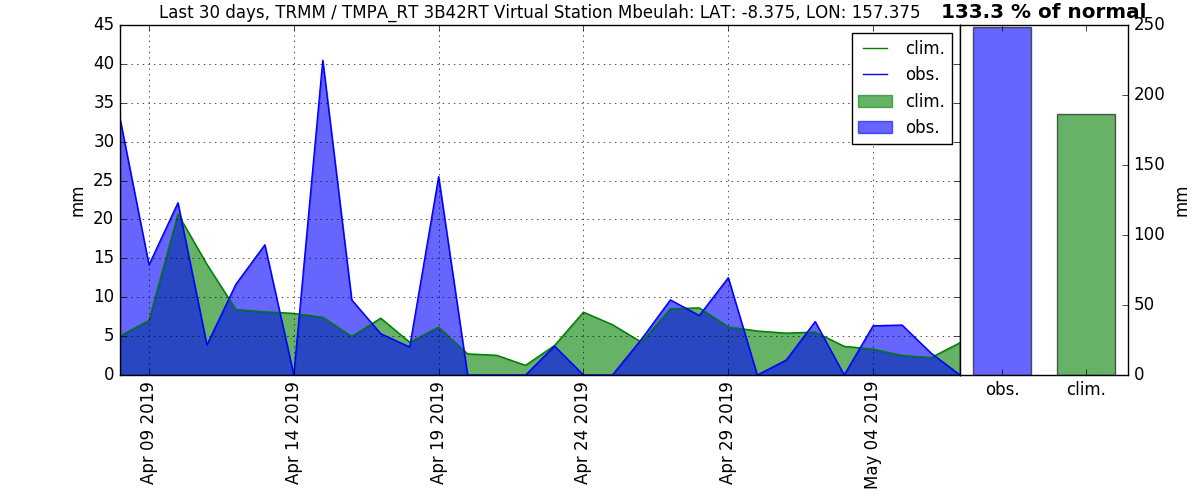 Last 30 days, TRMM / TMPA_RT 3B42RT Virtual Station Mbeulah: LAT: -8.375, LON: 157.375
133.3 % of normal
45
40
35
30
25
20
15
10
5
0
mm
clim.
obs.
clim.
obs.
Apr 09 2019
Apr 14 2019
Apr 19 2019
Apr 24 2019
Apr 29 2019
May 04 2019
250
200
150
100
50
0
mm
obs.
clim.